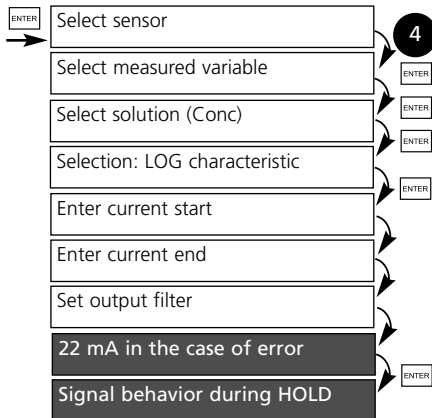 ENTER
Select sensor
4
Select measured variable
ENTER
Select solution (Conc)
ENTER
Selection: LOG characteristic
ENTER
Enter current start
ENTER
Enter current end
Set output filter
22 mA in the case of error
Signal behavior during HOLD
ENTER